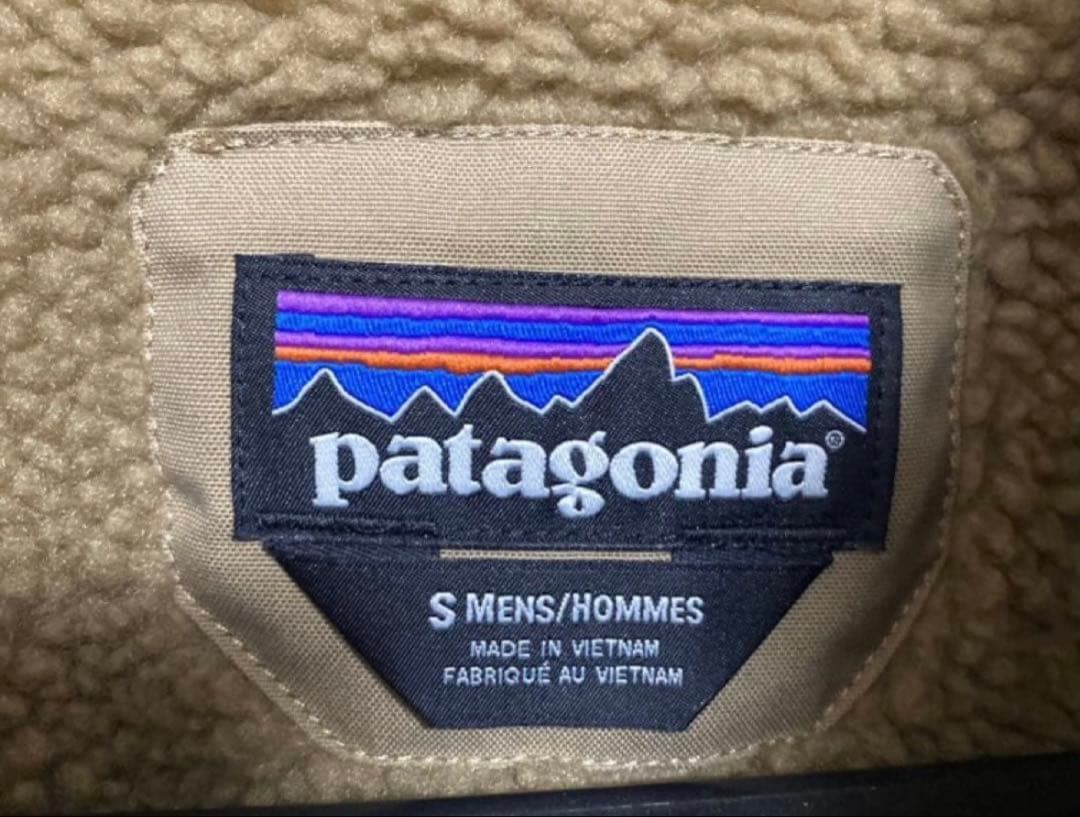 patagonia®
S MENS/HOMMES
MADE IN VIETNAM
FABRIQUÉ AU VIETNAM